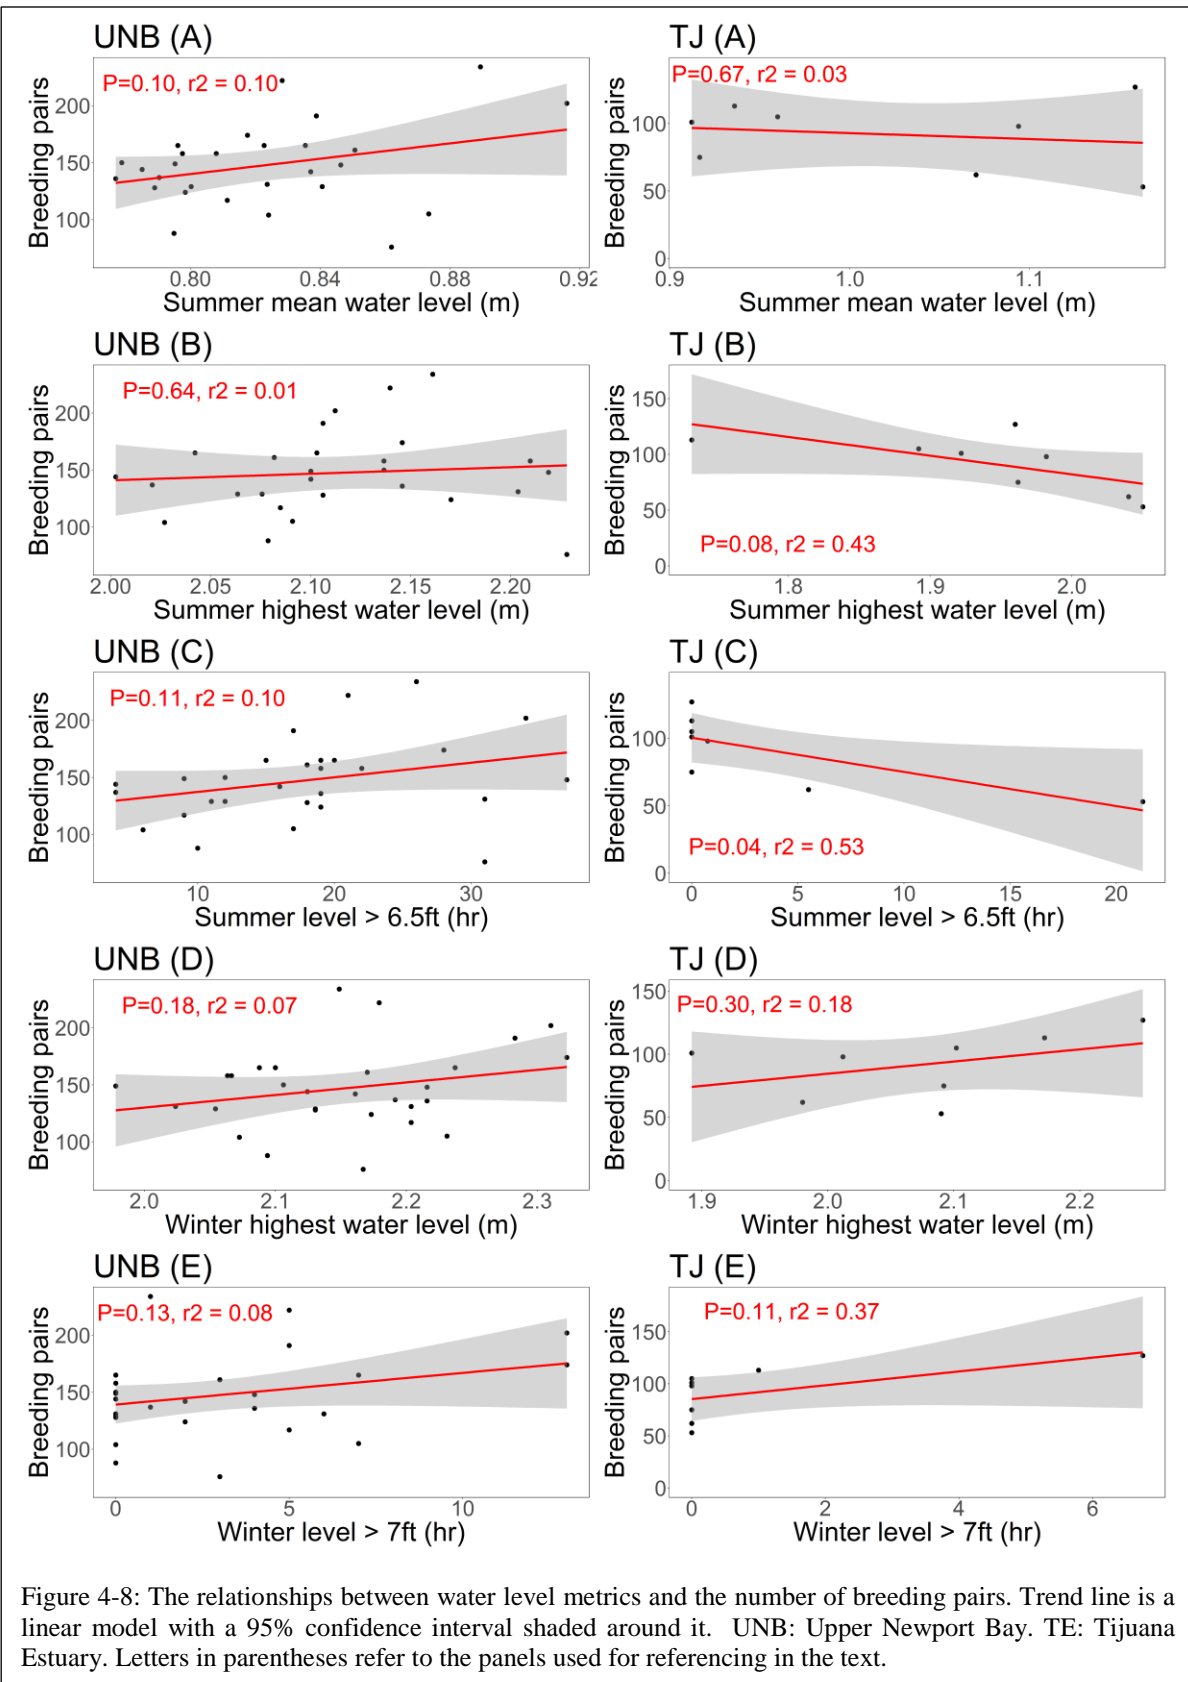 UNB (A)
P=0.10, r2 = 0.10
Breeding pairs
200
150
100
0.80
0.84
0.88
0.92
Summer mean water level (m)
TJ (A)
P=0.67, r2 = 0.03
Breeding pairs
100
50
0
0.9
1.0
1.1
Summer mean water level (m)
UNB (B)
P=0.64, r2 = 0.01
Breeding pairs
200
150
100
2.00
2.05
2.10
2.15
2.20
Summer highest water level (m)
TJ (B)
P=0.08, r2 = 0.43
Breeding pairs
150
100
50
0
1.8
1.9
2.0
Summer highest water level (m)
UNB (C)
P=0.11, r2 = 0.10
Breeding pairs
200
150
100
10
20
30
Summer level > 6.5ft (hr)
TJ (C)
P=0.04, r2 = 0.53
Breeding pairs
100
50
0
0
5
10
15
20
Summer level > 6.5ft (hr)
UNB (D)
P=0.18, r2 = 0.07
Breeding pairs
200
150
100
2.0
2.1
2.2
2.3
Winter highest water level (m)
TJ (D)
P=0.30, r2 = 0.18
Breeding pairs
150
100
50
0
1.9
2.0
2.1
2.2
Winter highest water level (m)
UNB (E)
P=0.13, r2 = 0.08
Breeding pairs
200
150
100
0
5
10
Winter level > 7ft (hr)
TJ (E)
P=0.11, r2 = 0.37
Breeding pairs
150
100
50
0
0
2
4
6
Winter level > 7ft (hr)
Figure 4-8: The relationships between water level metrics and the number of breeding pairs. Trend line is a
linear model with a 95% confidence interval shaded around it. UNB: Upper Newport Bay. TE: Tijuana
Estuary. Letters in parentheses refer to the panels used for referencing in the text.